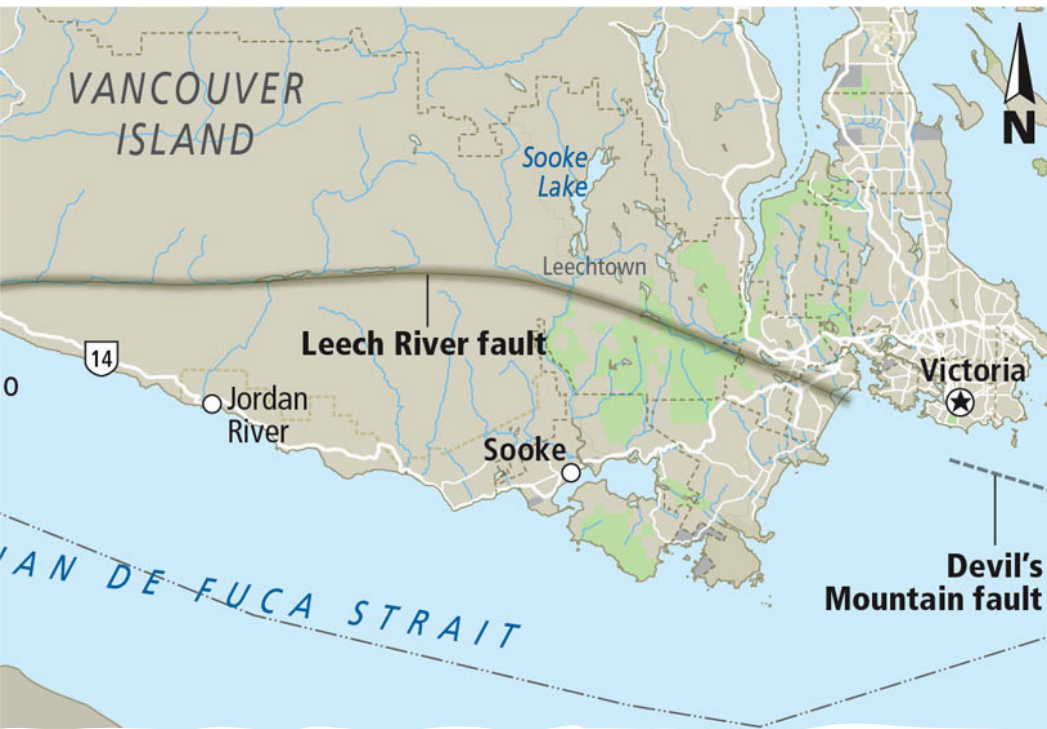 VANCOUVER
ISLAND
N
Sooke
Lake
Leechtown
Leech River fault
14
O
Jordan
River
Victoria
Sooke
Devil's
Mountain fault
UAN DE FUCA STRAIT